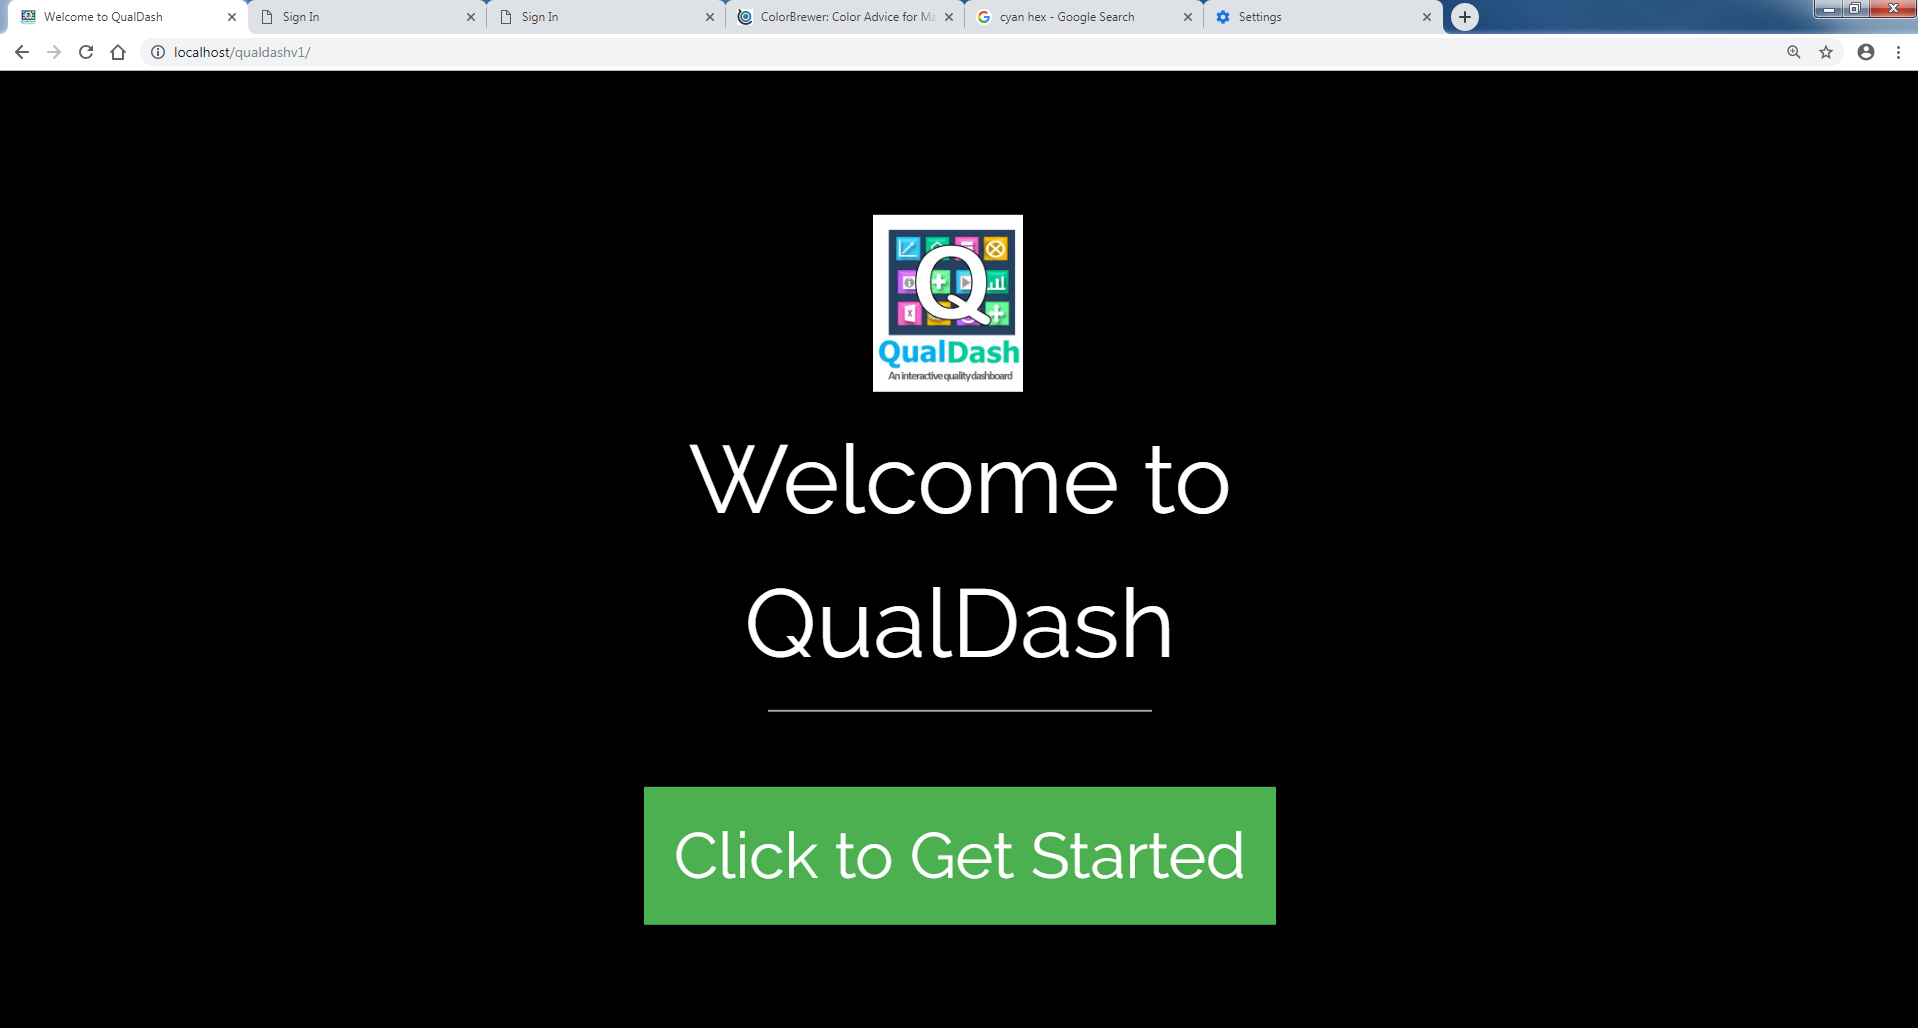 Welcome to QualDash
Sign In
Sign In
ColorBrewer: Color Advice for Ma
cyan hex - Google Search
Settings
localhost/qualdashv1/
Q
QualDash
An interactive quality dashboard
Welcome to
QualDash
Click to Get Started